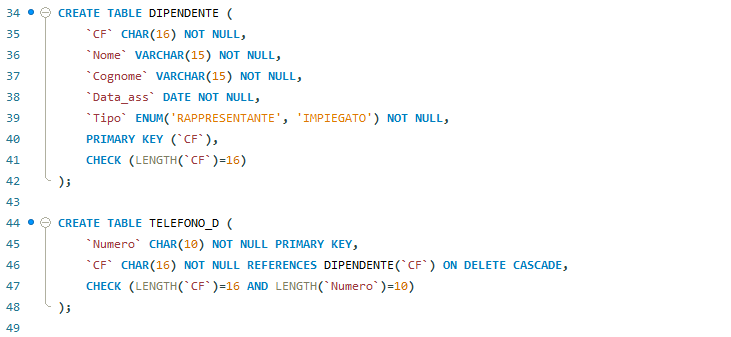 34 CREATE TABLE DIPENDENTE (
35 `CF` CHAR(16) NOT NULL,
36 `Nome` VARCHAR(15) NOT NULL,
37 `Cognome` VARCHAR(15) NOT NULL,
38 `Data_ass` DATE NOT NULL,
39 `Tipo` ENUM('RAPPRESENTANTE', 'IMPIEGATO') NOT NULL,
40 PRIMARY KEY (`CF`),
41 CHECK (LENGTH(`CF`)=16)
42 );
43
44 CREATE TABLE TELEFONO_D (
45 `Numero` CHAR(10) NOT NULL PRIMARY KEY,
46 `CF` CHAR(16) NOT NULL REFERENCES DIPENDENTE(`CF`) ON DELETE CASCADE,
47 CHECK (LENGTH(`CF`)=16 AND LENGTH(`Numero`)=10)
48 );
49